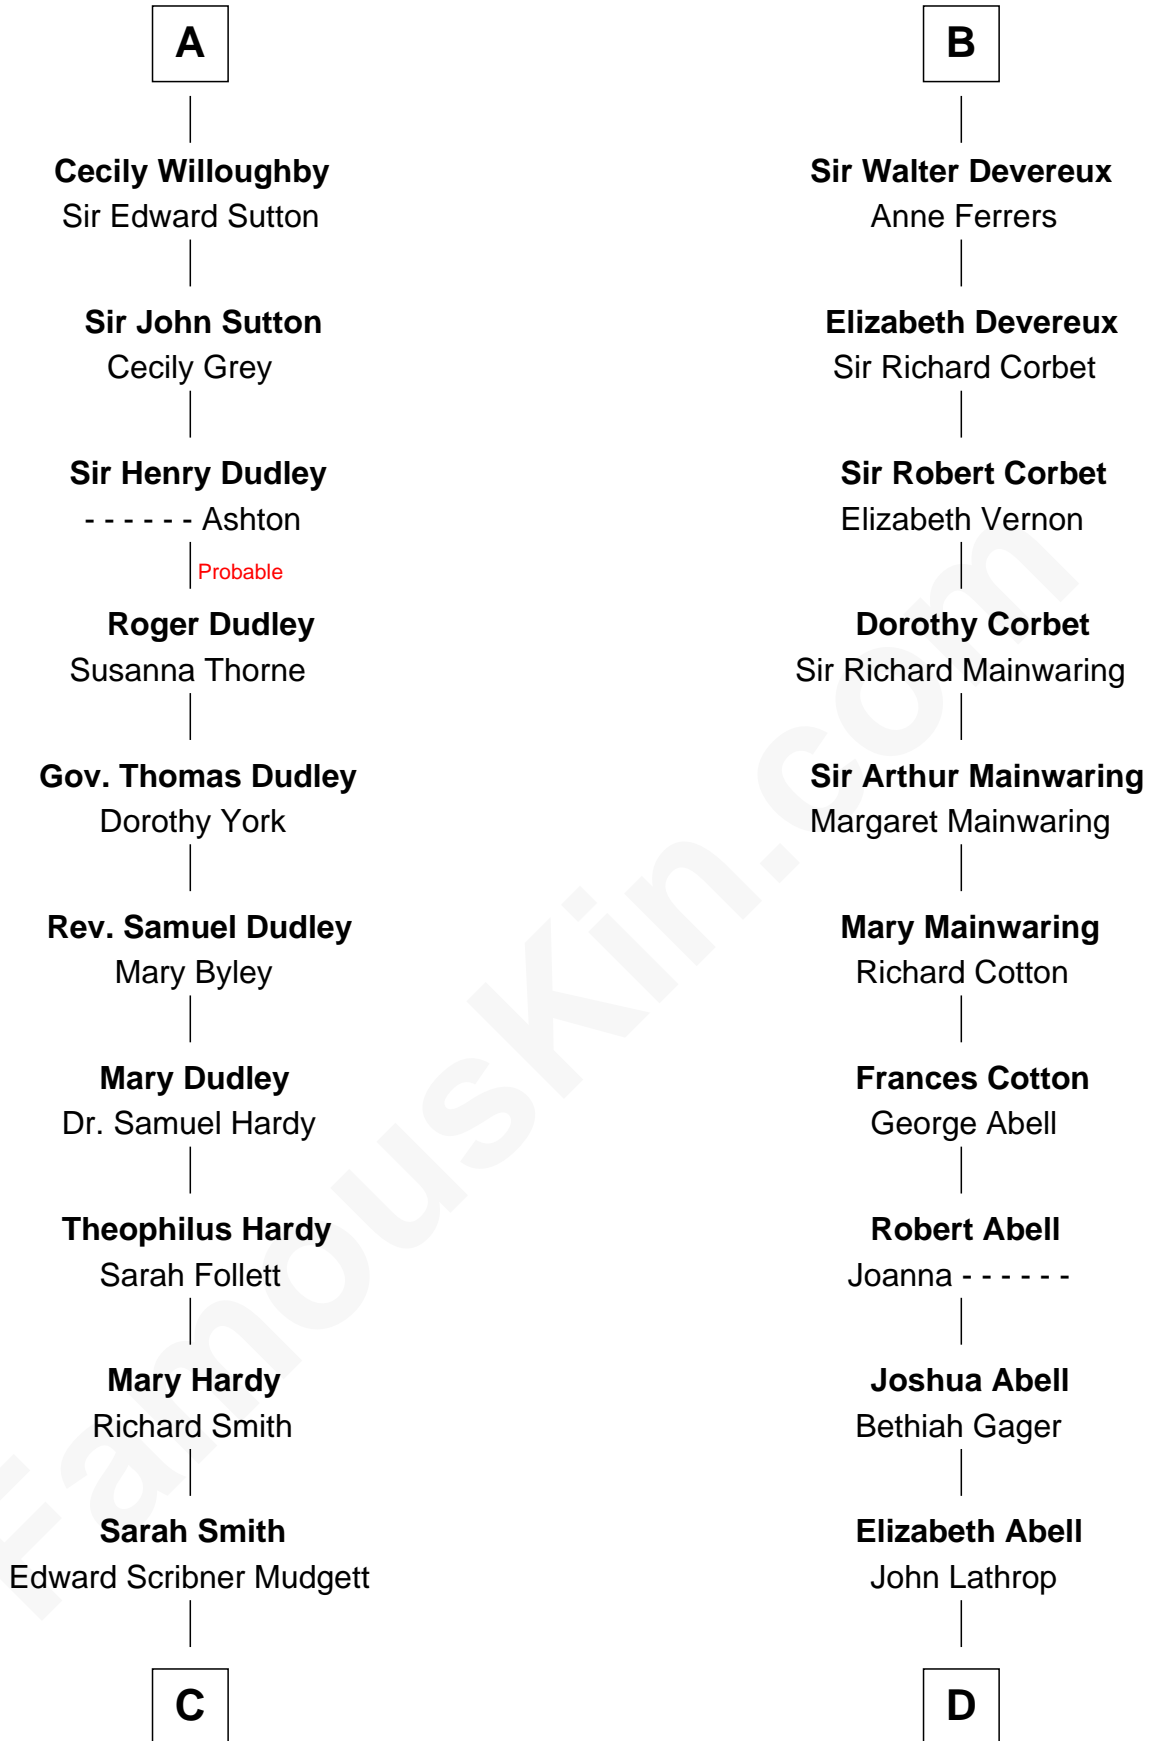 A
Cecily Willoughby
Sir Edward Sutton
Sir John Sutton
Cecily Grey
Sir Henry Dudley
- - - - - - Ashton
Probable
Roger Dudley
Susanna Thorne
Gov. Thomas Dudley
Dorothy York
Rev. Samuel Dudley
Mary Byley
Mary Dudley
Dr. Samuel Hardy
Theophilus Hardy
Sarah Follett
Mary Hardy
Richard Smith
Sarah Smith
Edward Scribner Mudgett
C
B
Sir Walter Devereux
Anne Ferrers
Elizabeth Devereux
Sir Richard Corbet
Sir Robert Corbet
Elizabeth Vernon
Dorothy Corbet
Sir Richard Mainwaring
Sir Arthur Mainwaring
Margaret Mainwaring
Mary Mainwaring
Richard Cotton
Frances Cotton
George Abell
Robert Abell
Joanna - - - - - -
Joshua Abell
Bethiah Gager
Elizabeth Abell
John Lathrop
D
FamousKin.com